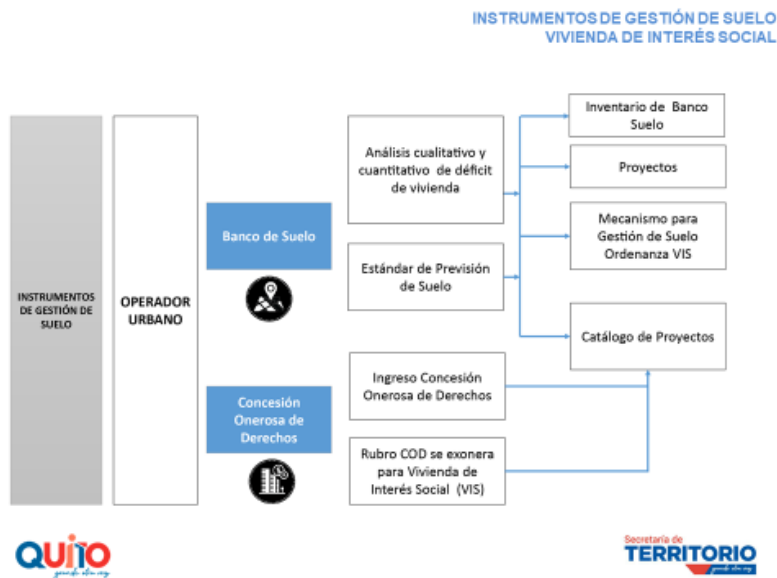 INSTRUMENTOS DE GESTIÓN DE SUELO
VIVIENDA DE INTERÉS SOCIAL
INSTRUMENTOS
DE GESTIÓN DE
SUELO
OPERADOR
URBANO
Banco de Suelo
Concesión
Onerosa de
Derechos
Análisis cualitativo y
cuantitativo de déficit
de vivienda
Estándar de Previsión
de Suelo
Ingreso Concesión
Onerosa de Derechos
Rubro COD se exonera
para Vivienda de
Interés Social (VIS)
Inventario de Banco
Suelo
Proyectos
Mecanismo para
Gestión de Suelo
Ordenanza VIS
Catálogo de Proyectos
QUITO
Secretaría de
TERRITORIO